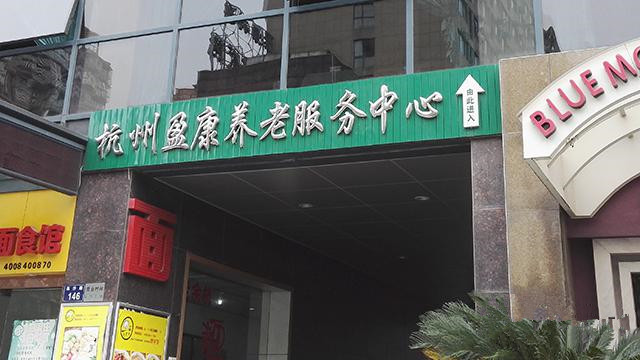 杭州盈康养老服务中心
由此进入
BLUE MO
面食馆
4008400870
面
146